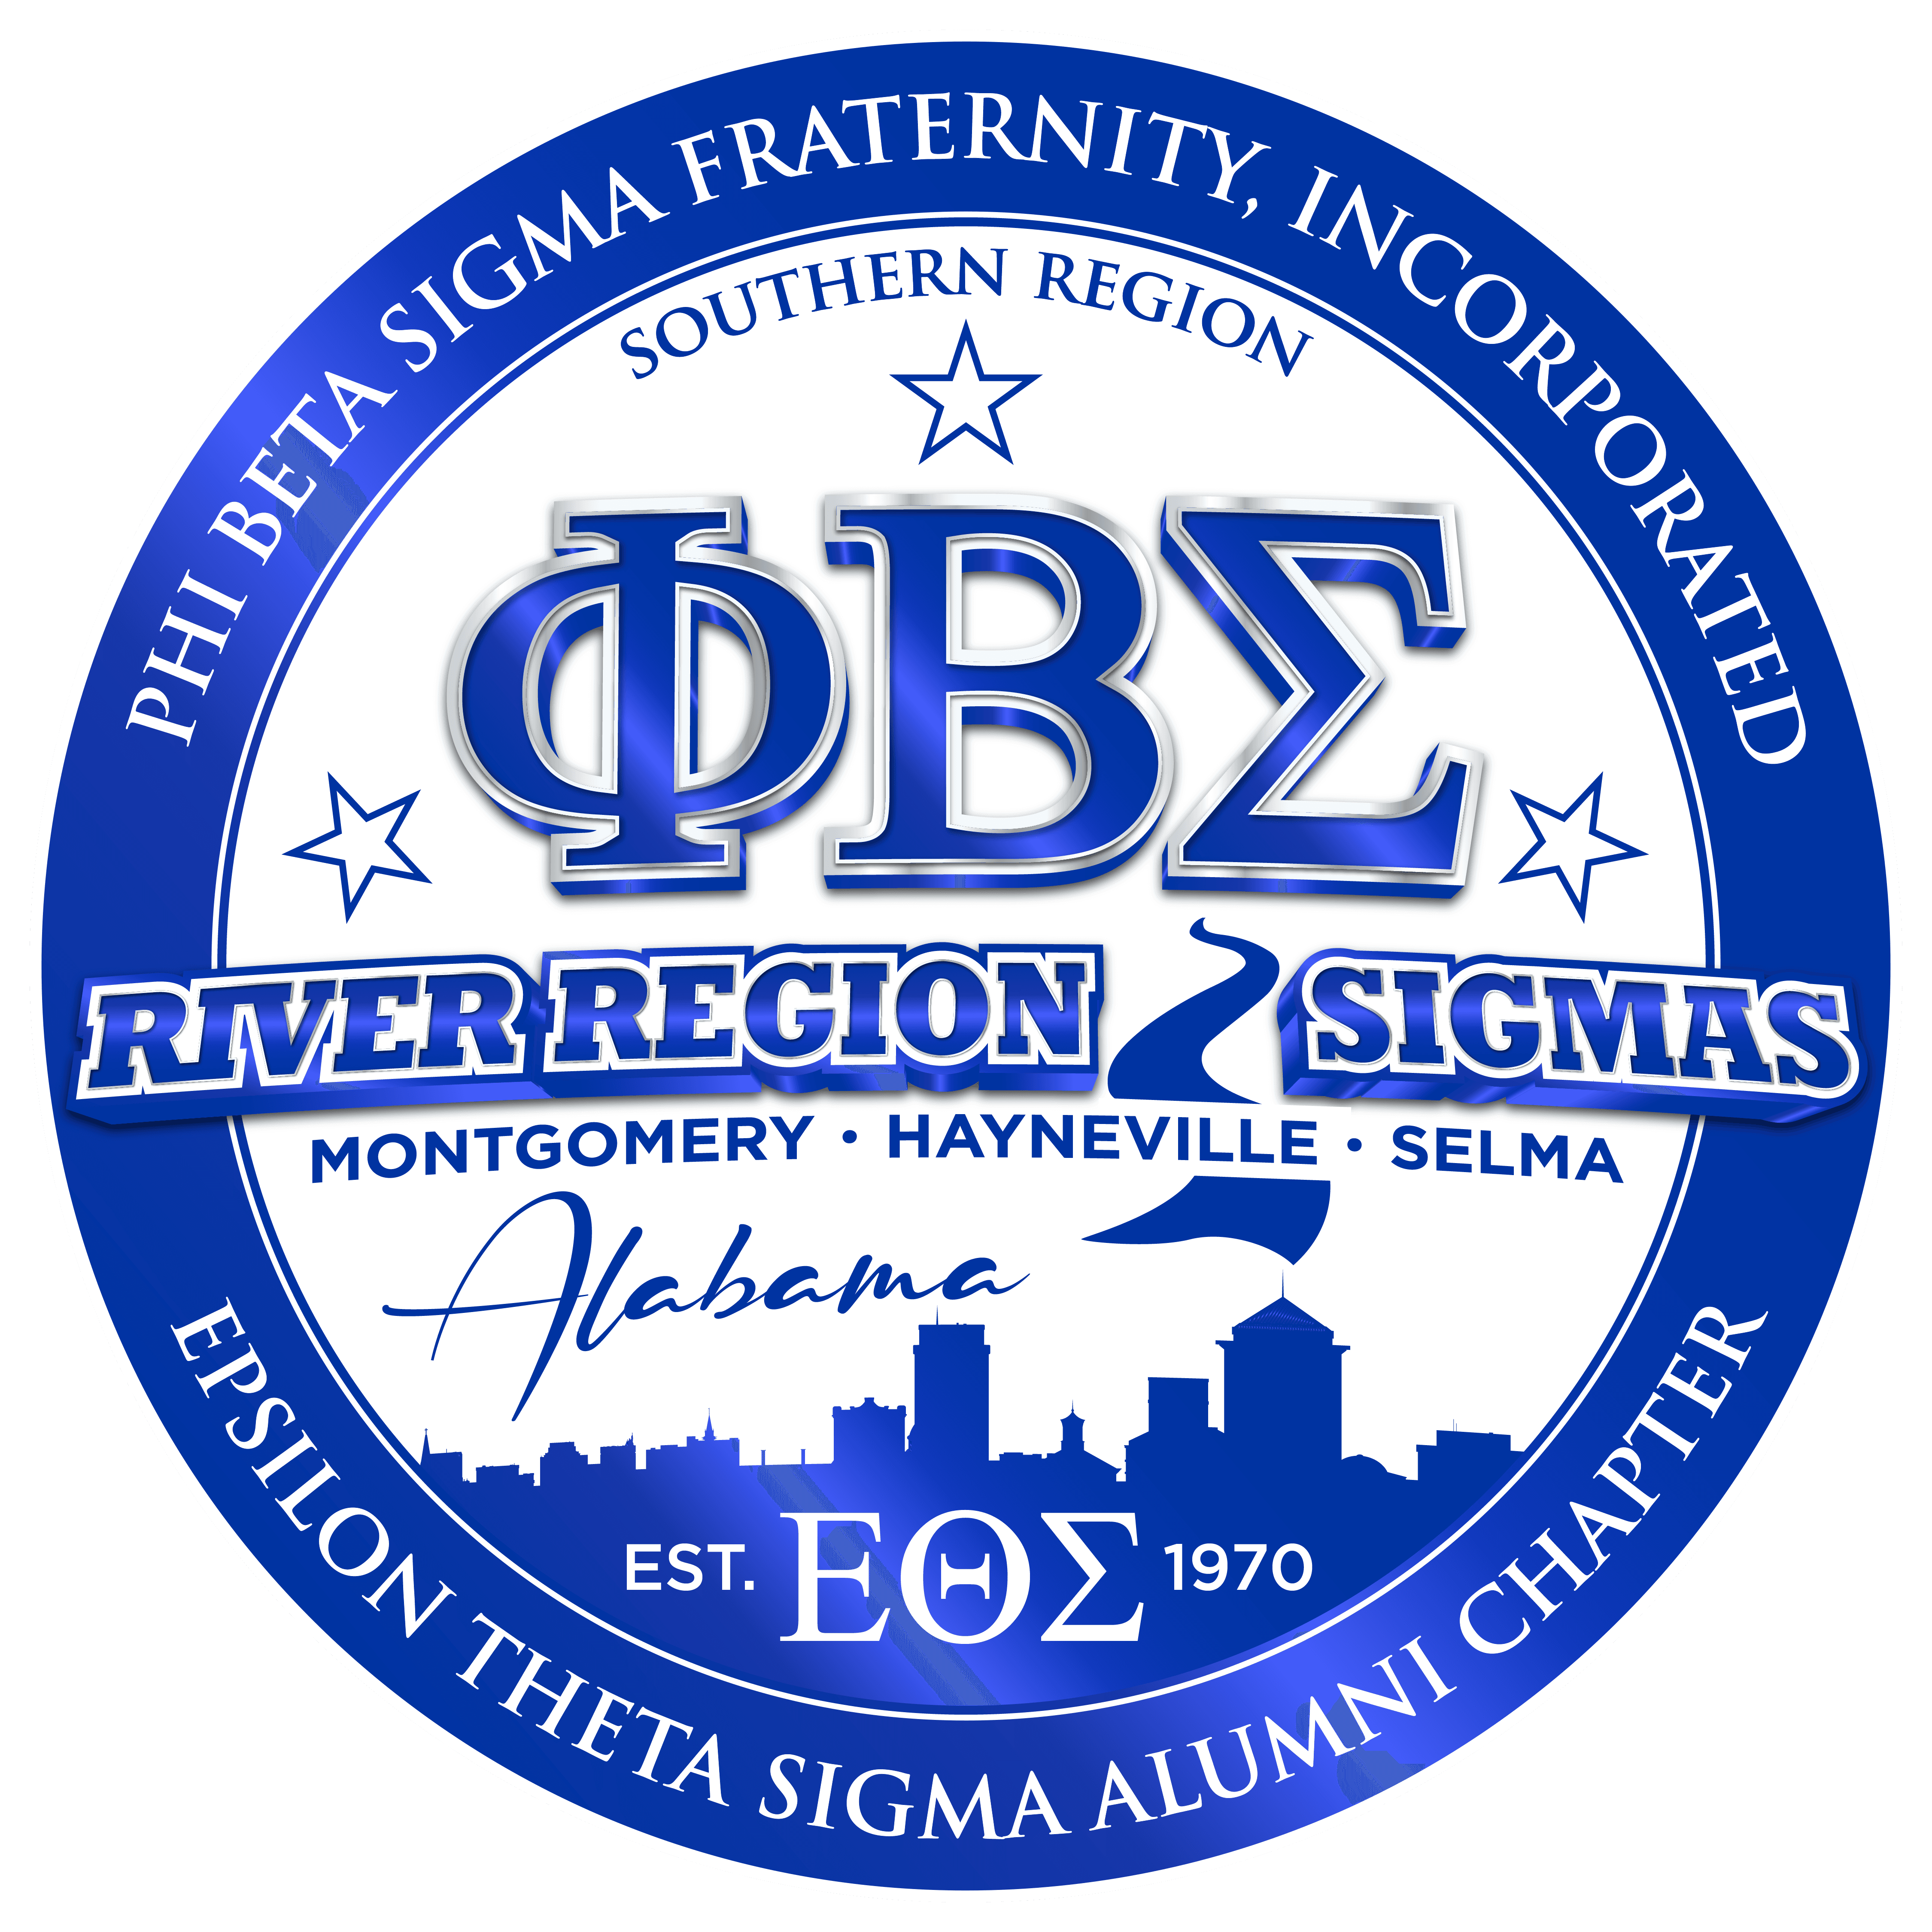 PHI BETA SIGMA FRATERNITY, INCORPORATED
SOUTHERN REGION
ΦΒΣ
RIVER REGION SIGMAS
MONTGOMERY • HAYNEVILLE • SELMA
Alabama
EST. ΕΘΣ 1970
EPSILON THETA SIGMA ALUMNI CHAPTER